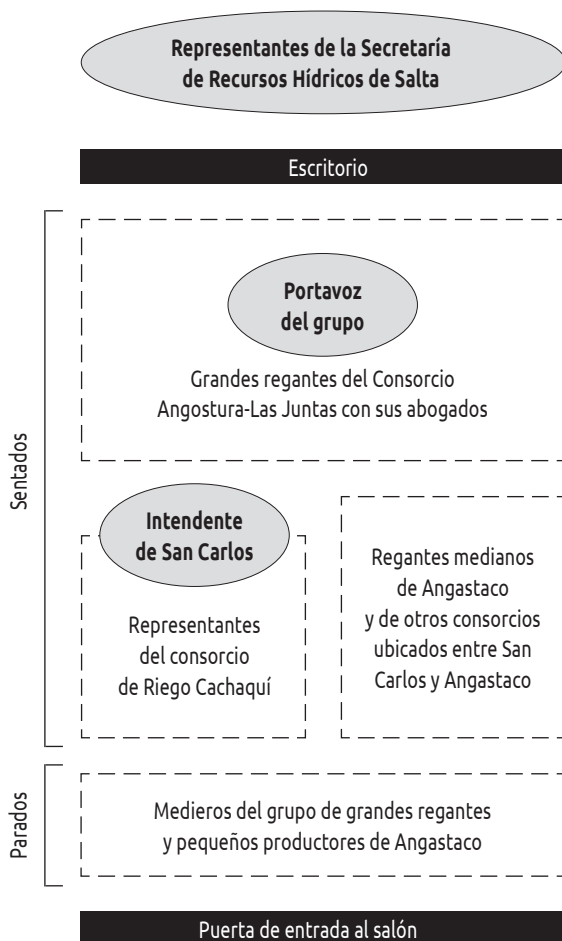 Representantes de la Secretaría
de Recursos Hídricos de Salta
Escritorio
Sentados
Portavoz
del grupo
Grandes regantes del Consorcio
Angostura-Las Juntas con sus abogados
Intendente
de San Carlos
Representantes
del consorcio
de Riego Cachaquí
Regantes medianos
de Angastaco
y de otros consorcios
ubicados entre San
Carlos y Angastaco
Parados
Medieros del grupo de grandes regantes
y pequeños productores de Angastaco
Puerta de entrada al salón